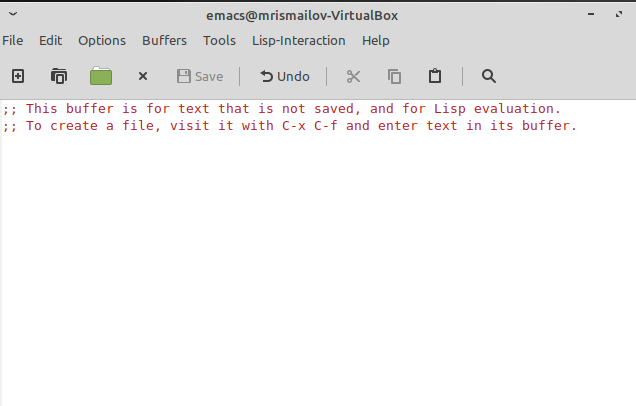 emacs@mrismailov-VirtualBox
File Edit Options Buffers Tools Lisp-Interaction Help
Save Undo
;; This buffer is for text that is not saved, and for Lisp evaluation.
;; To create a file, visit it with C-x C-f and enter text in its buffer.